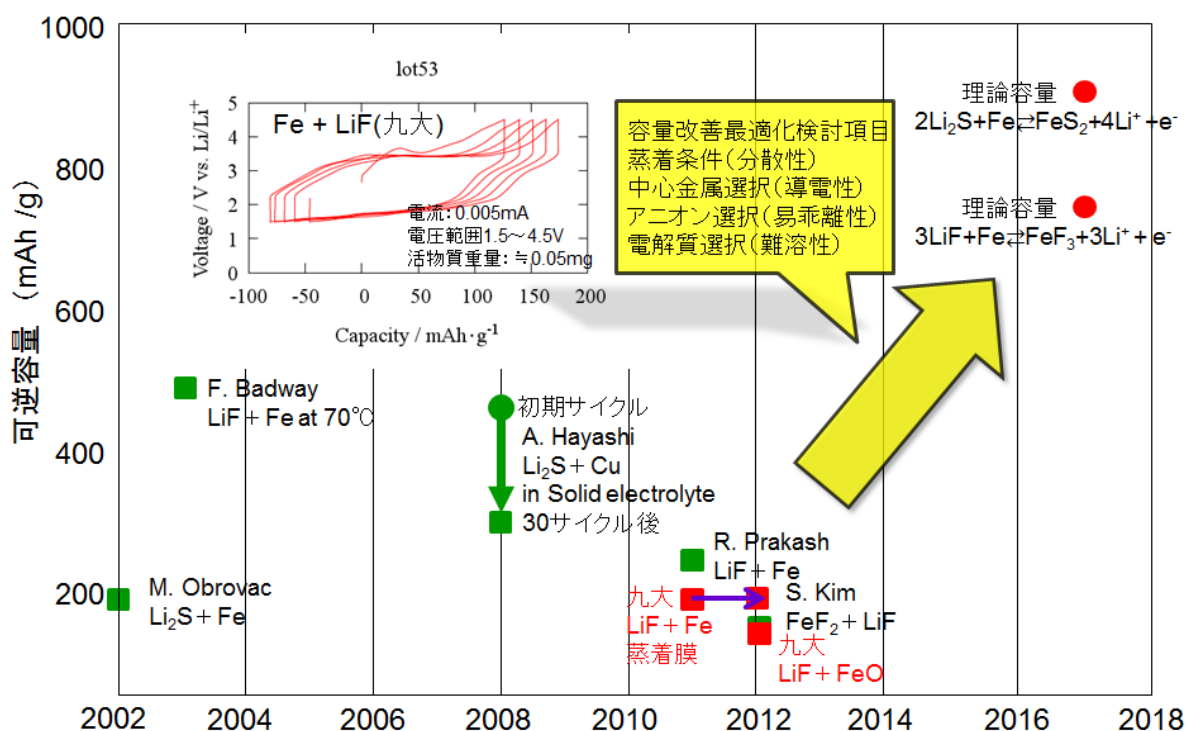 1000
800
600
400
200
可逆容量（mAh /g）
2002
2004
2006
2008
2010
2012
2014
2016
2018
lot53
Fe + LiF(九大)
5
4
3
2
1
0
Voltage / V vs. Li/Li⁺
電流：0.005mA
電圧範囲1.5～4.5V
活物質重量：≒0.05mg
-100
-50
0
50
100
150
200
Capacity / mAh･g⁻¹
容量改善最適化検討項目
蒸着条件(分散性)
中心金属選択(導電性)
アニオン選択(易乖離性)
電解質選択(難溶性)
理論容量
2Li₂S+Fe⇄FeS₂+4Li⁺+e⁻
理論容量
3LiF+Fe⇄FeF₃+3Li⁺+e⁻
F. Badway
LiF＋Fe at 70℃
初期サイクル
A. Hayashi
Li₂S＋Cu
in Solid electrolyte
30サイクル後
M. Obrovac
Li₂S＋Fe
R. Prakash
LiF＋Fe
九大
LiF＋Fe
蒸着膜
S. Kim
FeF₂＋LiF
九大
LiF＋FeO